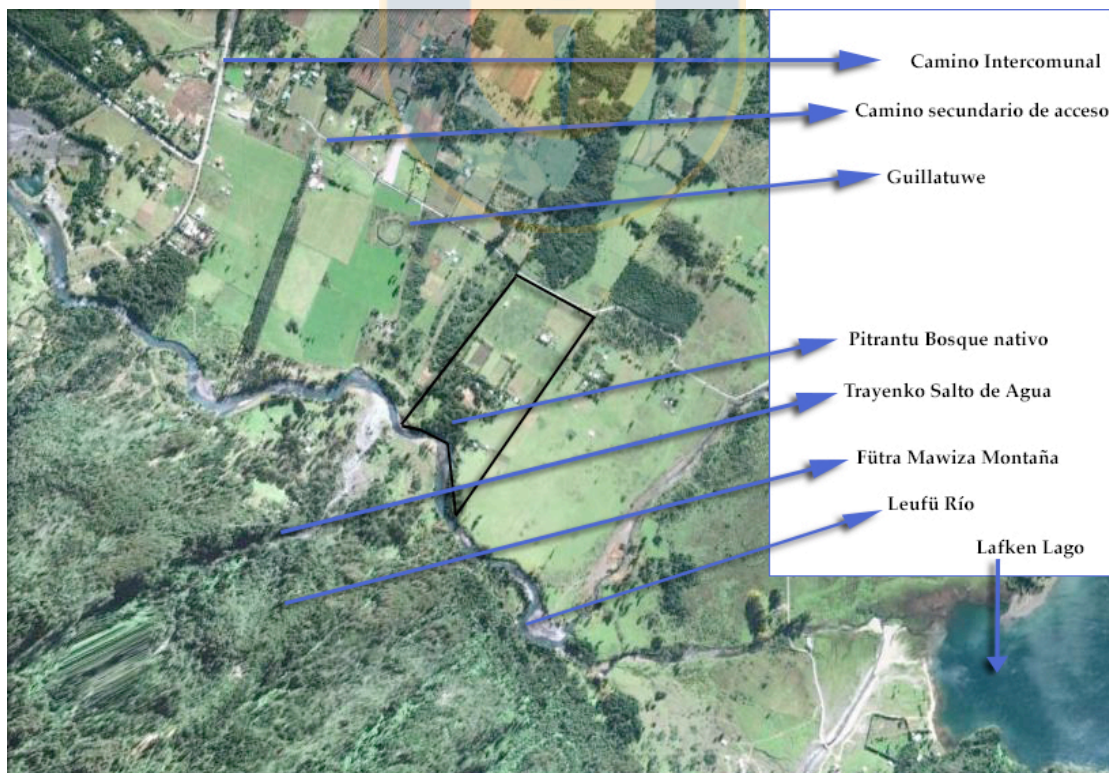 Camino Intercomunal
Camino secundario de acceso
Guillatuwe
Pitrantu Bosque nativo
Trayenko Salto de Agua
Fütra Mawiza Montaña
Leufü Río
Lafken Lago